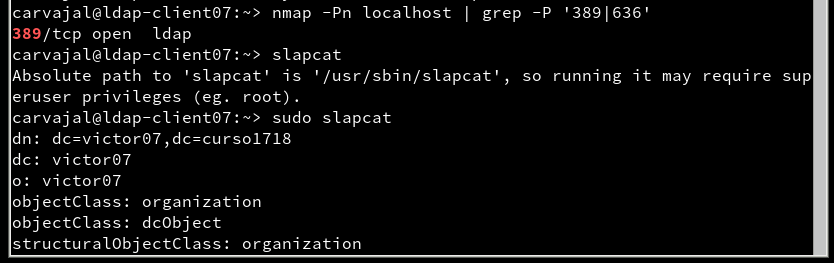 carvajal@ldap-client07:~> nmap -Pn localhost | grep -P '389|636'
389/tcp open  ldap
carvajal@ldap-client07:~> slapcat
Absolute path to 'slapcat' is '/usr/sbin/slapcat', so running it may require sup
eruser privileges (eg. root).
carvajal@ldap-client07:~> sudo slapcat
dn: dc=victor07,dc=curso1718
dc: victor07
o: victor07
objectClass: organization
objectClass: dcObject
structuralObjectClass: organization